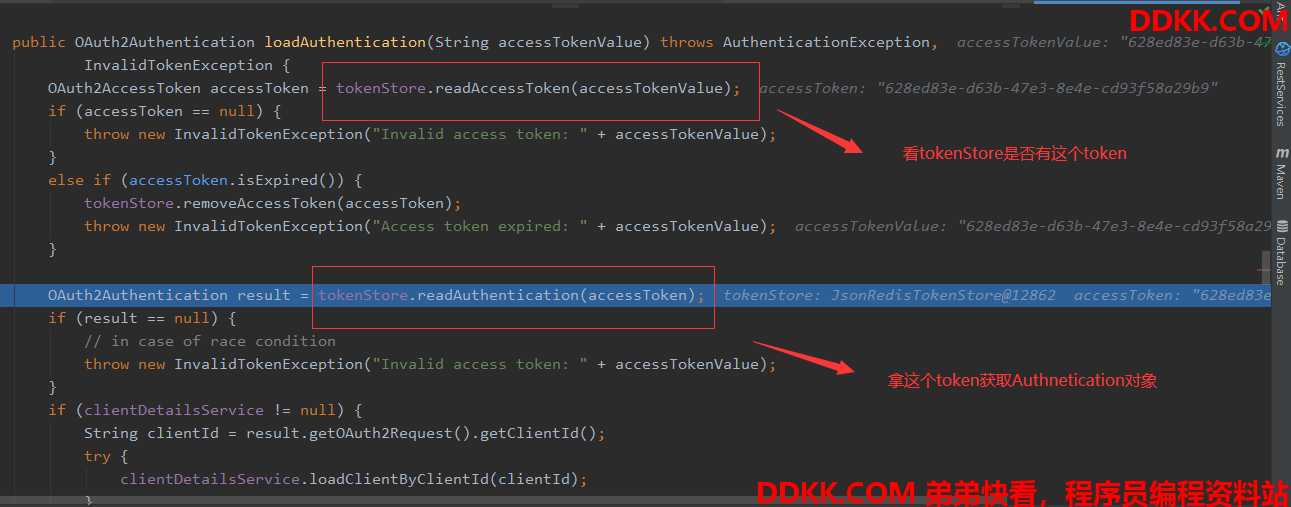 DDKK.COM
public OAuth2Authentication loadAuthentication(String accessTokenValue) throws AuthenticationException,  accessTokenValue: "628ed83e-d63b-47
InvalidTokenException {
OAuth2AccessToken accessToken = tokenStore.readAccessToken(accessTokenValue);  accessToken: "628ed83e-d63b-47e3-8e4e-cd93f58a29b9"
if (accessToken == null) {
throw new InvalidTokenException("Invalid access token: " + accessTokenValue);
}
看tokenStore是否有这个token
else if (accessToken.isExpired()) {
tokenStore.removeAccessToken(accessToken);
throw new InvalidTokenException("Access token expired: " + accessTokenValue);  accessTokenValue: "628ed83e-d63b-47e3-8e4e-cd93f58a29
}
OAuth2Authentication result = tokenStore.readAuthentication(accessToken);  tokenStore: JsonRedisTokenStore@12862  accessToken: "628ed83e
if (result == null) {
// in case of race condition
throw new InvalidTokenException("Invalid access token: " + accessTokenValue);
}
拿这个token获取Authnetication对象
if (clientDetailsService != null) {
String clientId = result.getOAuth2Request().getClientId();
try {
clientDetailsService.loadClientByClientId(clientId);
}
DDKK.COM 弟弟快看，程序员编程资料站
RestServices
m Maven
Database